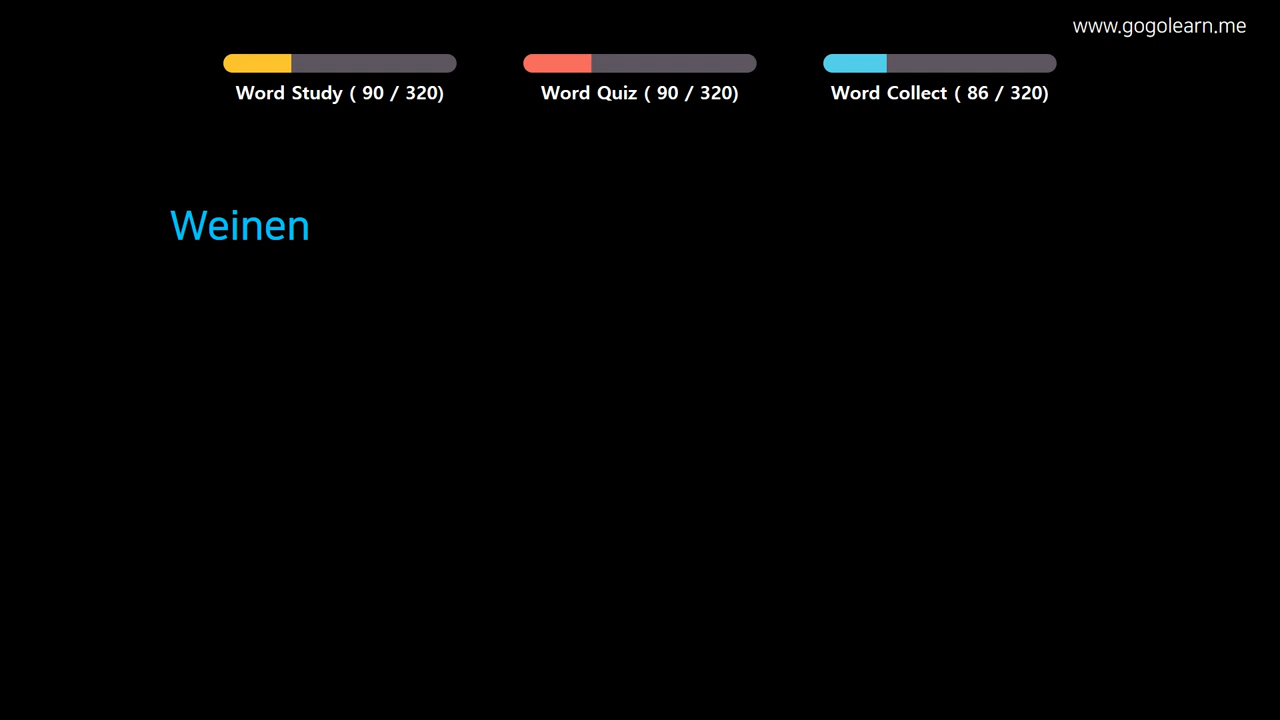 www.gogolearn.me
Word Study ( 90 / 320)
Word Quiz ( 90 / 320)
Word Collect ( 86 / 320)
Weinen